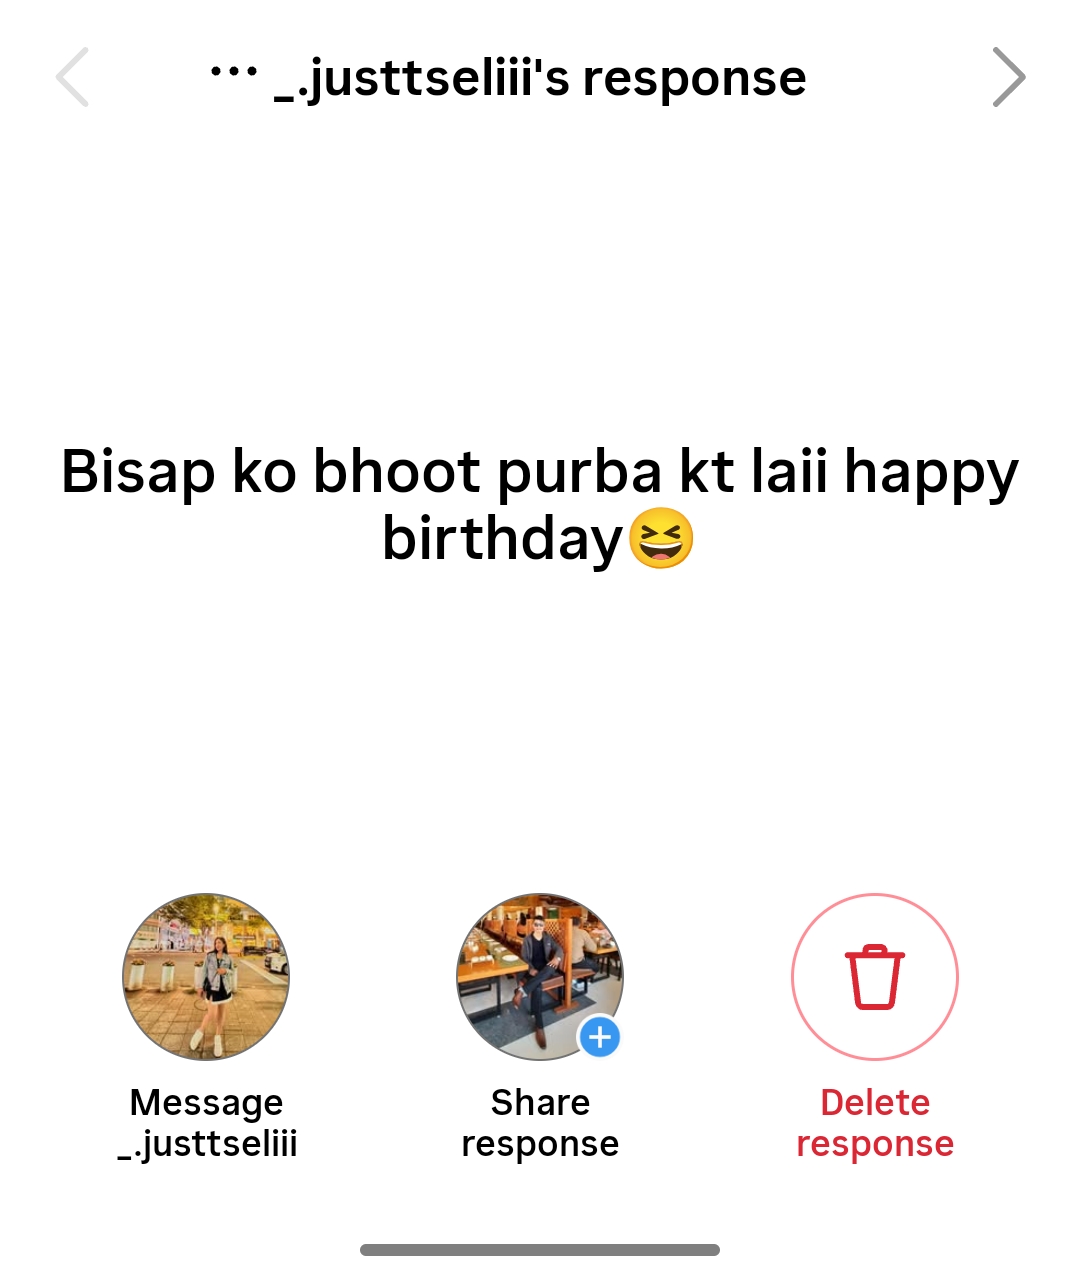 ... _.justtseliii's response
Bisap ko bhoot purba kt laii happy
birthday😆
Message
_.justtseliii
Share
response
Delete
response